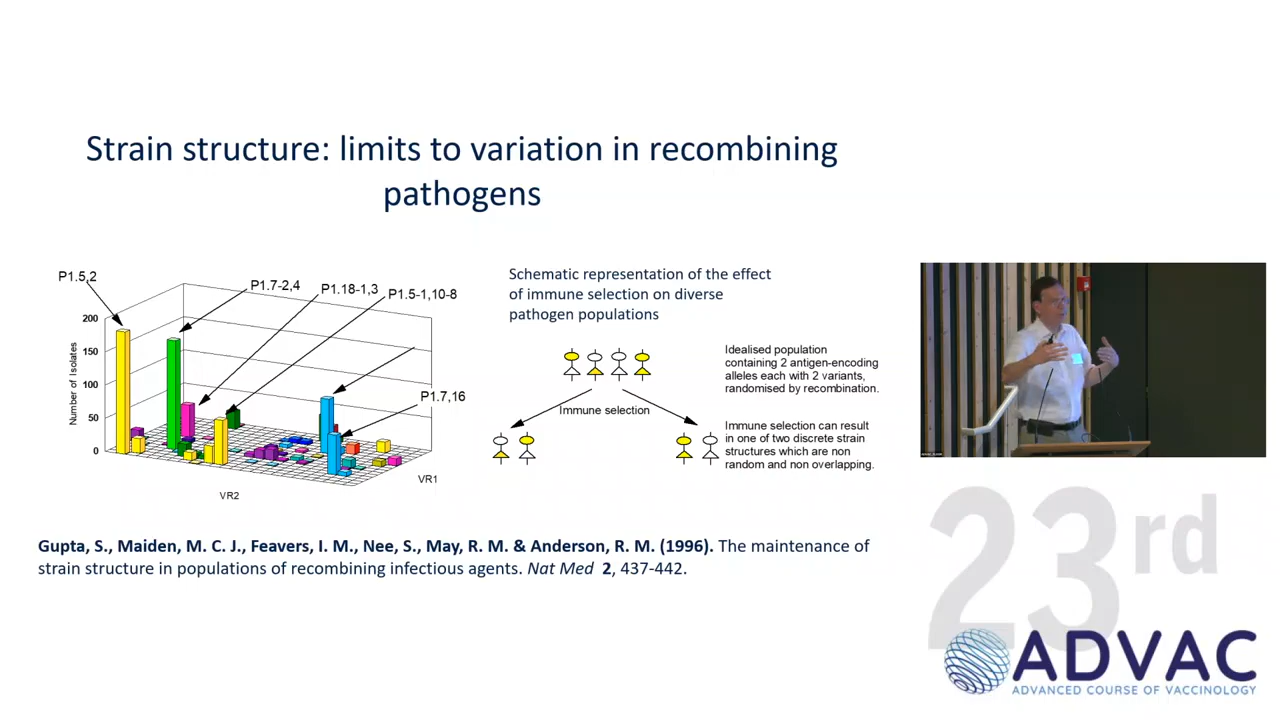 Strain structure: limits to variation in recombining
pathogens
P1.5,2
P1.7-2,4
P1.18-1,3
P1.5-1,10-8
P1.7,16
Number of Isolates
200
150
100
50
0
VR2
VR1
Schematic representation of the effect
of immune selection on diverse
pathogen populations
Idealised population
containing 2 antigen-encoding
alleles each with 2 variants,
randomised by recombination.
Immune selection
Immune selection can result
in one of two discrete strain
structures which are non
random and non overlapping.
Gupta, S., Maiden, M. C. J., Feavers, I. M., Nee, S., May, R. M. & Anderson, R. M. (1996). The maintenance of
strain structure in populations of recombining infectious agents. Nat Med 2, 437-442.
23rd
ADVAC
ADVANCED COURSE OF VACCINOLOGY